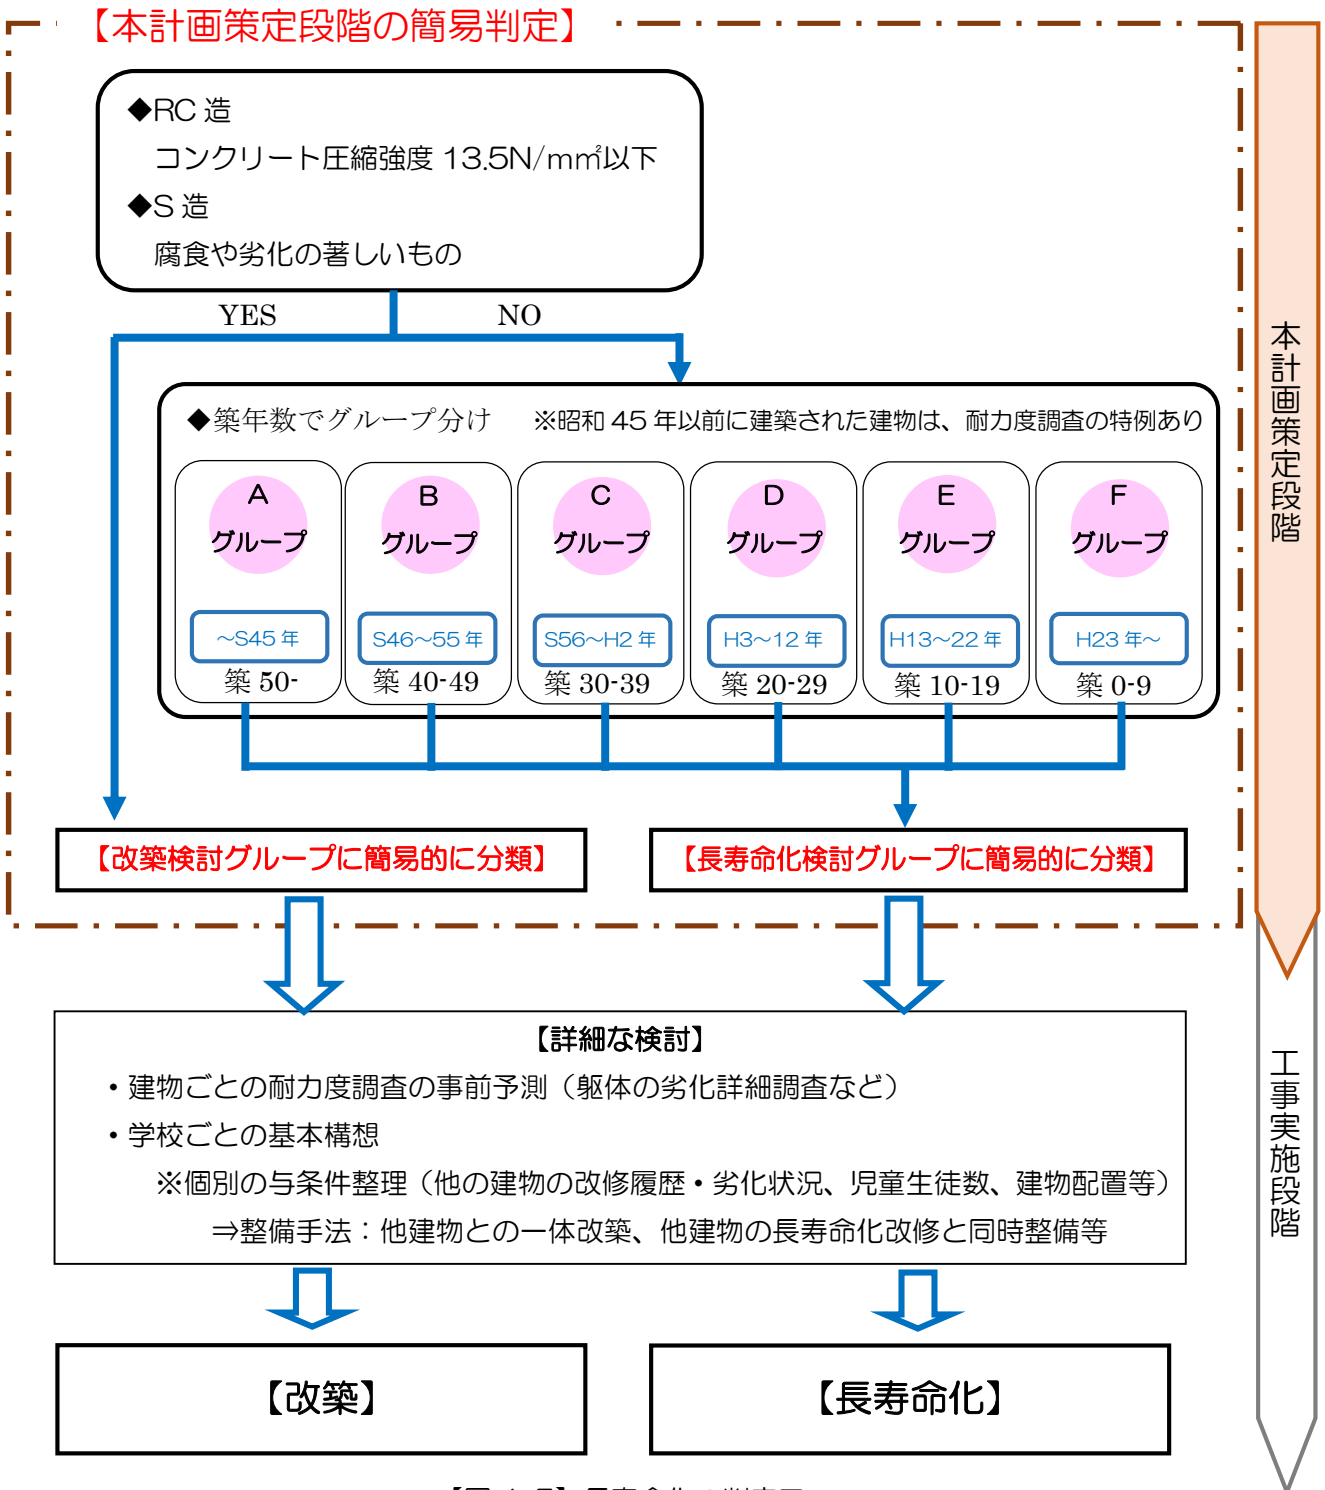 【本計画策定段階の簡易判定】
◆RC 造
コンクリート圧縮強度 13.5N/mm㎡以下
◆S 造
腐食や劣化の著しいもの
YES
NO
◆築年数でグループ分け ※昭和 45 年以前に建築された建物は、耐力度調査の特例あり
A
グループ
～S45 年
築 50-
B
グループ
S46～55 年
築 40-49
C
グループ
S56～H2 年
築 30-39
D
グループ
H3～12 年
築 20-29
E
グループ
H13～22 年
築 10-19
F
グループ
H23 年～
築 0-9
【改築検討グループに簡易的に分類】
【長寿命化検討グループに簡易的に分類】
本計画策定段階
【詳細な検討】
・建物ごとの耐力度調査の事前予測（躯体の劣化詳細調査など）
・学校ごとの基本構想
※個別の与条件整理（他の建物の改修履歴・劣化状況、児童生徒数、建物配置等）
⇒整備手法：他建物との一体改築、他建物の長寿命化改修と同時整備等
工事実施段階
【改築】
【長寿命化】